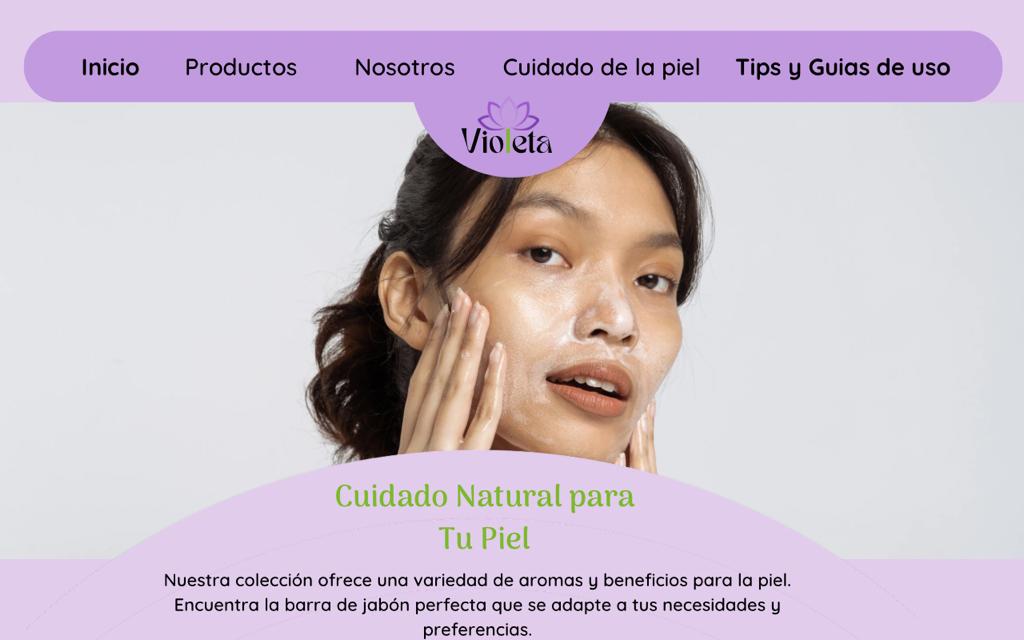 Inicio Productos Nosotros Cuidado de la piel Tips y Guias de uso
Violeta
Cuidado Natural para
Tu Piel
Nuestra colección ofrece una variedad de aromas y beneficios para la piel.
Encuentra la barra de jabón perfecta que se adapte a tus necesidades y
preferencias.